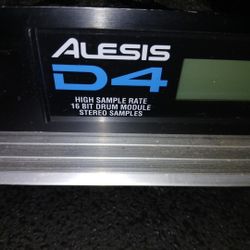 ALESIS
D4
HIGH SAMPLE RATE
16 BIT DRUM MODULE
STEREO SAMPLES